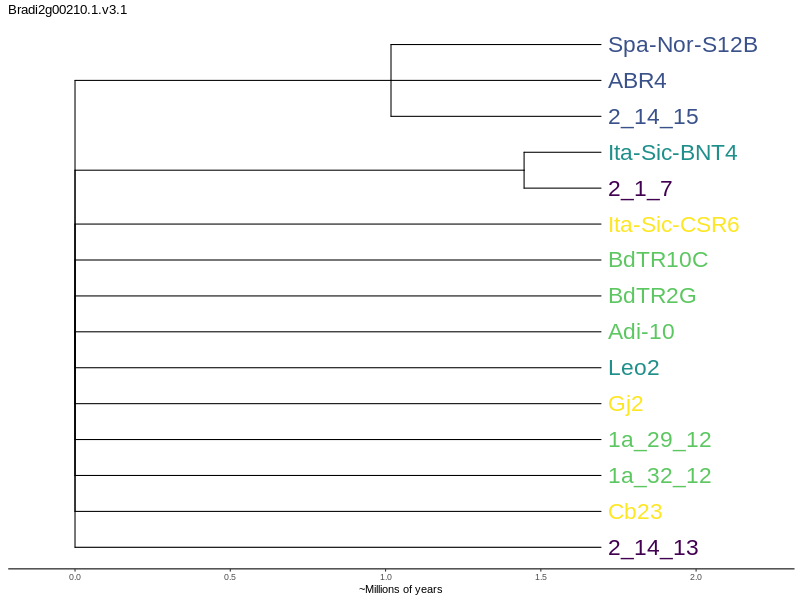 Bradi2g00210.1.v3.1
Spa-Nor-S12B
ABR4
2_14_15
Ita-Sic-BNT4
2_1_7
Ita-Sic-CSR6
BdTR10C
BdTR2G
Adi-10
Leo2
Gj2
1a_29_12
1a_32_12
Cb23
2_14_13
0.0 0.5 1.0 1.5 2.0
~Millions of years